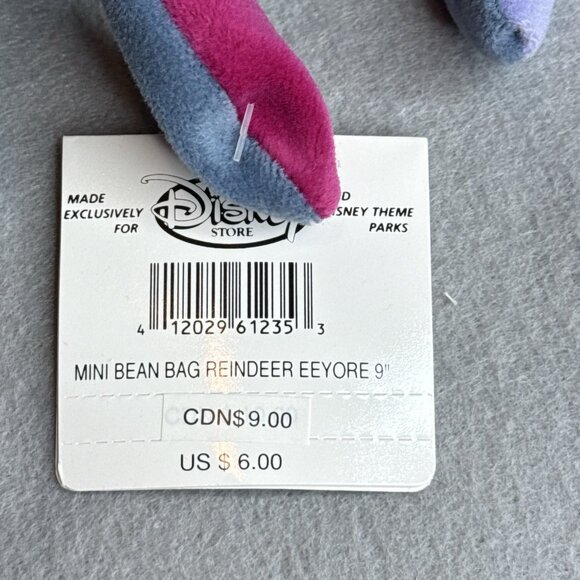 MADE
EXCLUSIVELY
FOR
Disney
STORE
THEME
PARKS
4 12029 61235 3
MINI BEAN BAG REINDEER EEYORE 9"
CDN$9.00
US $ 6.00